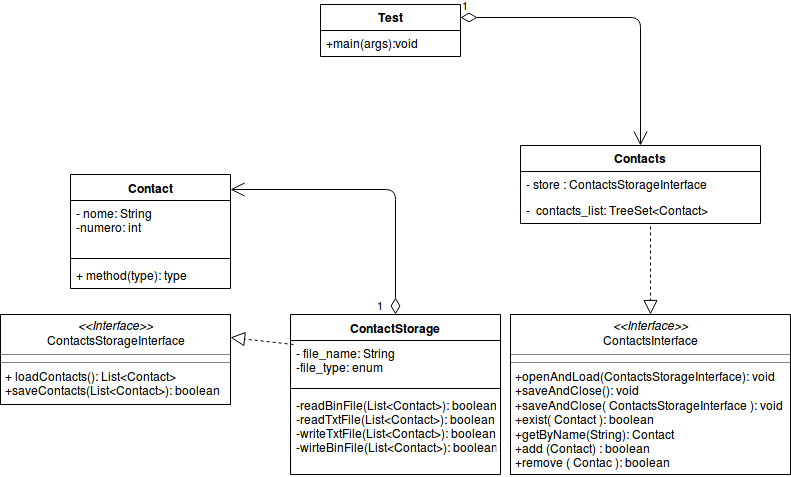 Test
1
+main(args):void
Contacts
- store : ContactsStorageInterface
- contacts_list: TreeSet<Contact>
Contact
- nome: String
-numero: int
+ method(type): type
1
<<Interface>>
ContactsStorageInterface
+ loadContacts(): List<Contact>
+saveContacts(List<Contact>): boolean
ContactStorage
- file_name: String
-file_type: enum
-readBinFile(List<Contact>): boolean
-readTxtFile(List<Contact>): boolean
-writeTxtFile(List<Contact>): boolean
-wirteBinFile(List<Contact>): boolean
<<Interface>>
ContactsInterface
+openAndLoad(ContactsStorageInterface): void
+saveAndClose(): void
+saveAndClose( ContactsStorageInterface ): void
+exist( Contact ): boolean
+getByName(String): Contact
+add (Contact) : boolean
+remove ( Contac ): boolean